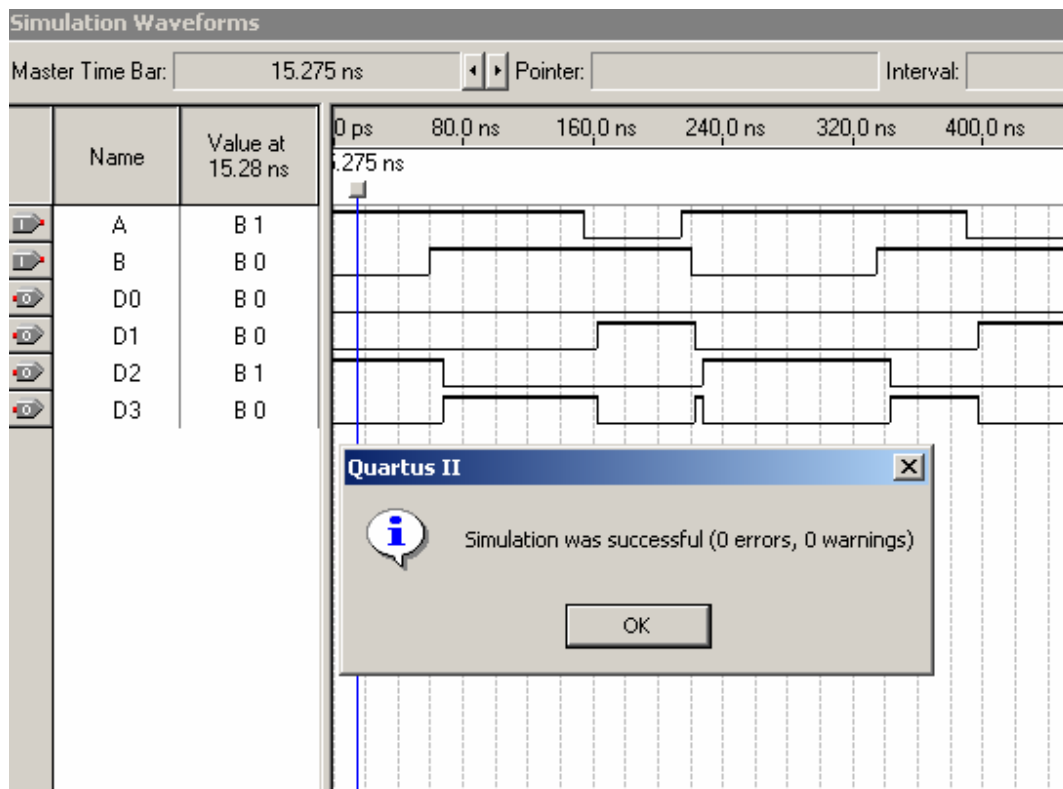 Simulation Waveforms
Master Time Bar: 15.275 ns Pointer: Interval:
Name Value at 15.28 ns
0 ps 80.0 ns 160.0 ns 240.0 ns 320.0 ns 400.0 ns
.275 ns
A B 1
B B 0
D0 B 0
D1 B 0
D2 B 1
D3 B 0
Quartus II
Simulation was successful (0 errors, 0 warnings)
OK